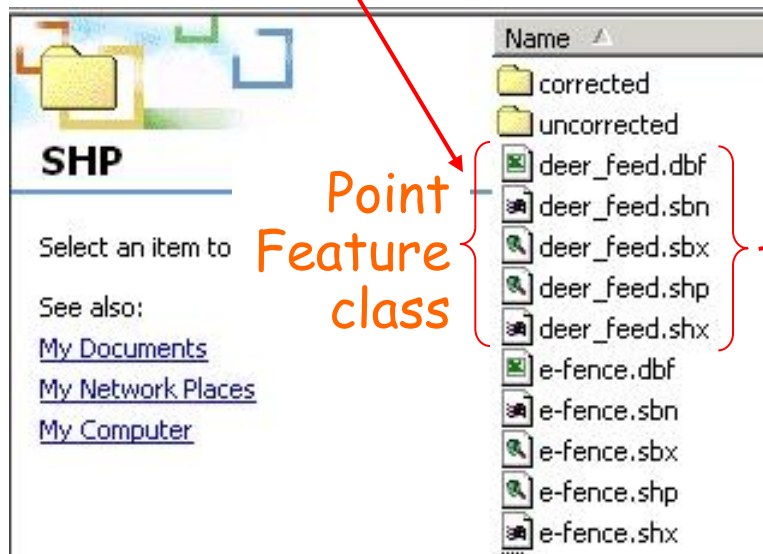 SHP
Select an item to
See also:
My Documents
My Network Places
My Computer
Point
Feature
class
Name
corrected
uncorrected
deer_feed.dbf
deer_feed.sbn
deer_feed.sbx
deer_feed.shp
deer_feed.shx
e-fence.dbf
e-fence.sbn
e-fence.sbx
e-fence.shp
e-fence.shx